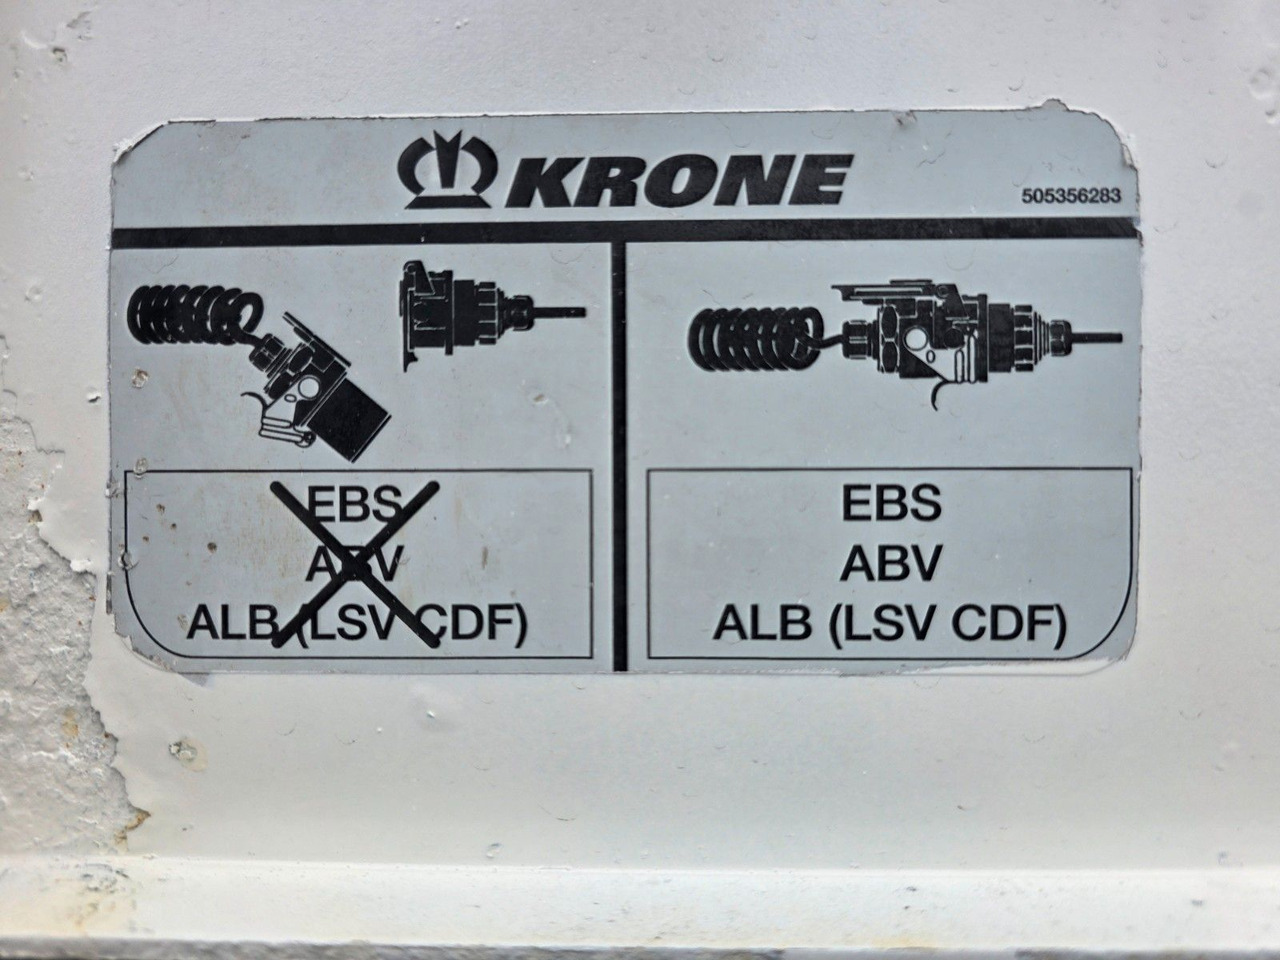 KRONE
505356283
EBS
ABV
ALB (LSV CDF)
EBS
ABV
ALB (LSV CDF)